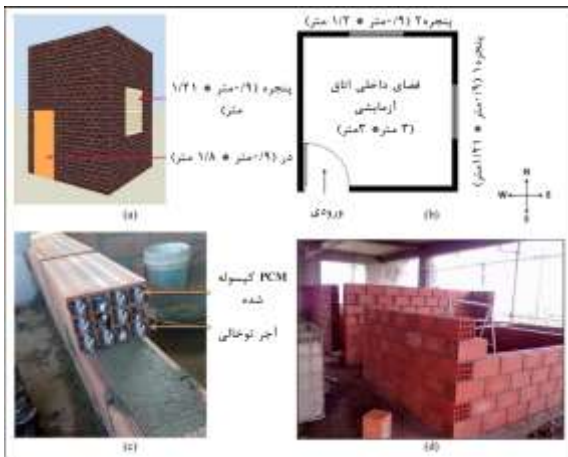 پنجره۲ (۰/۹متر * ۱/۲ متر)
پنجره (۰/۹متر * ۱/۲۱
متر)
در (۰/۹متر * ۱/۸ متر)
(a)
فضای داخلی اتاق
آزمایشی
(۳ متر * ۳متر)
پنجره۱ (۰/۹متر * ۱/۲۱متر)
ورودی
(b)
N
W
E
S
PCM کپسوله
شده
آجر توخالی
(c)
(d)